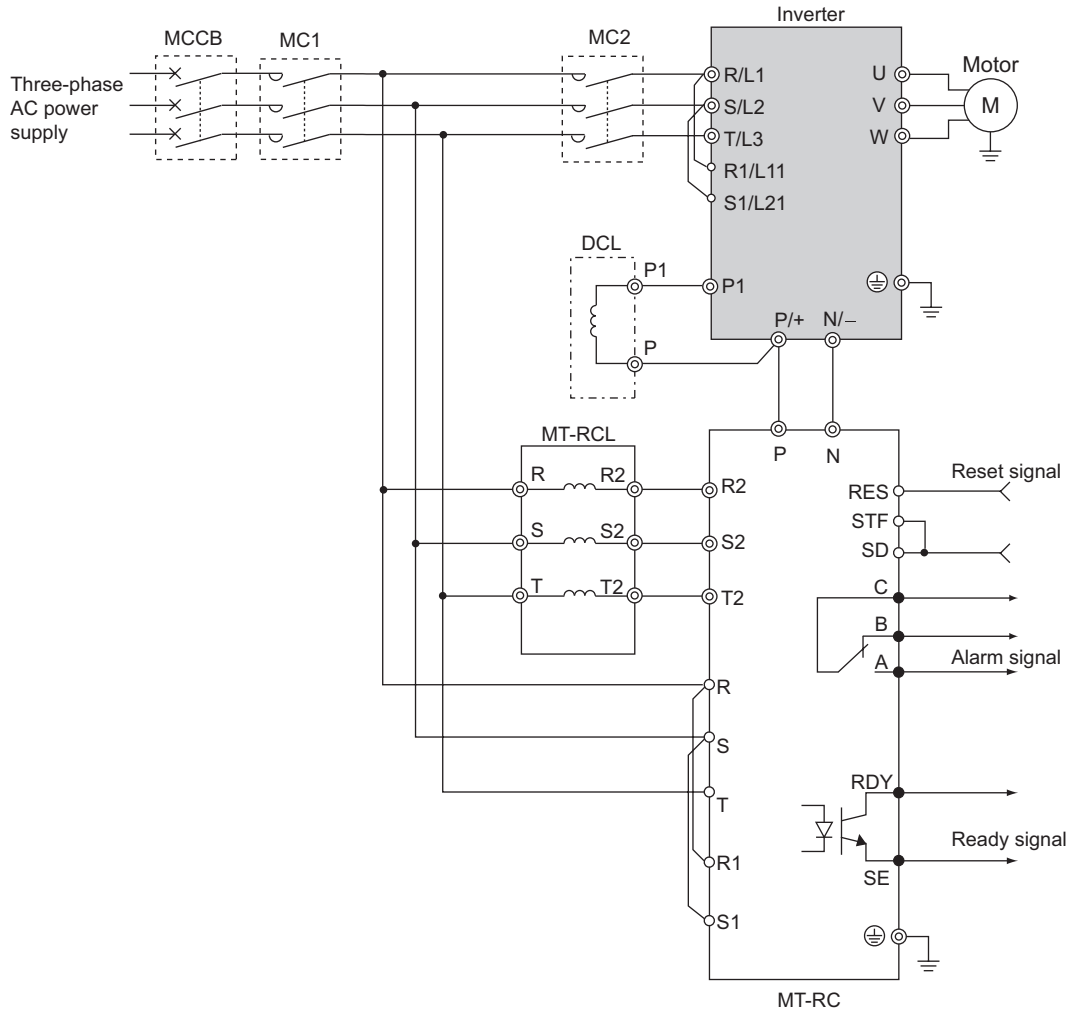 Inverter
MCCB
MC1
MC2
Three-phase
AC power
supply
R/L1
S/L2
T/L3
R1/L11
S1/L21
U
V
W
Motor
M
DCL
P1
P
P1
P/+
N/−
MT-RCL
R
R2
S
S2
T
T2
P
N
R2
S2
T2
R
S
T
R1
S1
RES
STF
SD
C
B
A
RDY
SE
Reset signal
Alarm signal
Ready signal
MT-RC